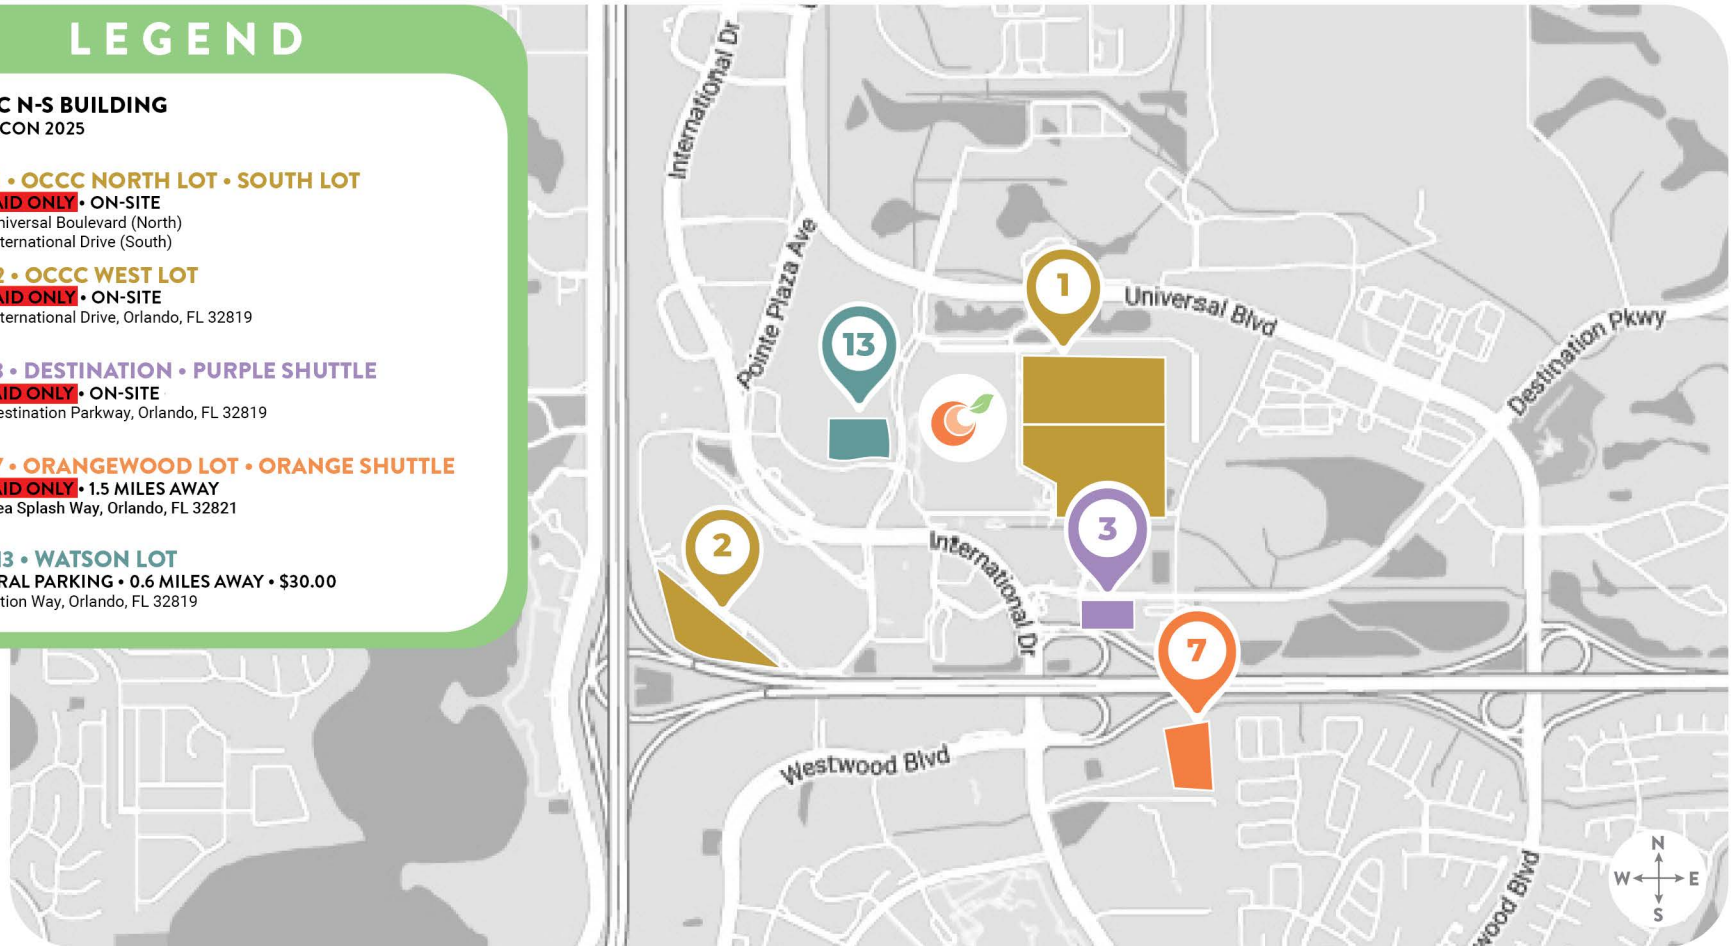 LEGEND
C N-S BUILDING
CON 2025
• OCCC NORTH LOT • SOUTH LOT
AID ONLY • ON-SITE
niversal Boulevard (North)
ternational Drive (South)
2 • OCCC WEST LOT
AID ONLY • ON-SITE
ternational Drive, Orlando, FL 32819
3 • DESTINATION • PURPLE SHUTTLE
AID ONLY • ON-SITE
estination Parkway, Orlando, FL 32819
7 • ORANGEWOOD LOT • ORANGE SHUTTLE
AID ONLY • 1.5 MILES AWAY
ea Splash Way, Orlando, FL 32821
13 • WATSON LOT
RAL PARKING • 0.6 MILES AWAY • $30.00
tion Way, Orlando, FL 32819
International Dr
Pointe Plaza Ave
1
Universal Blvd
13
Destination Pkwy
2
International Dr
3
7
Westwood Blvd
wood Blvd
N
W E
S